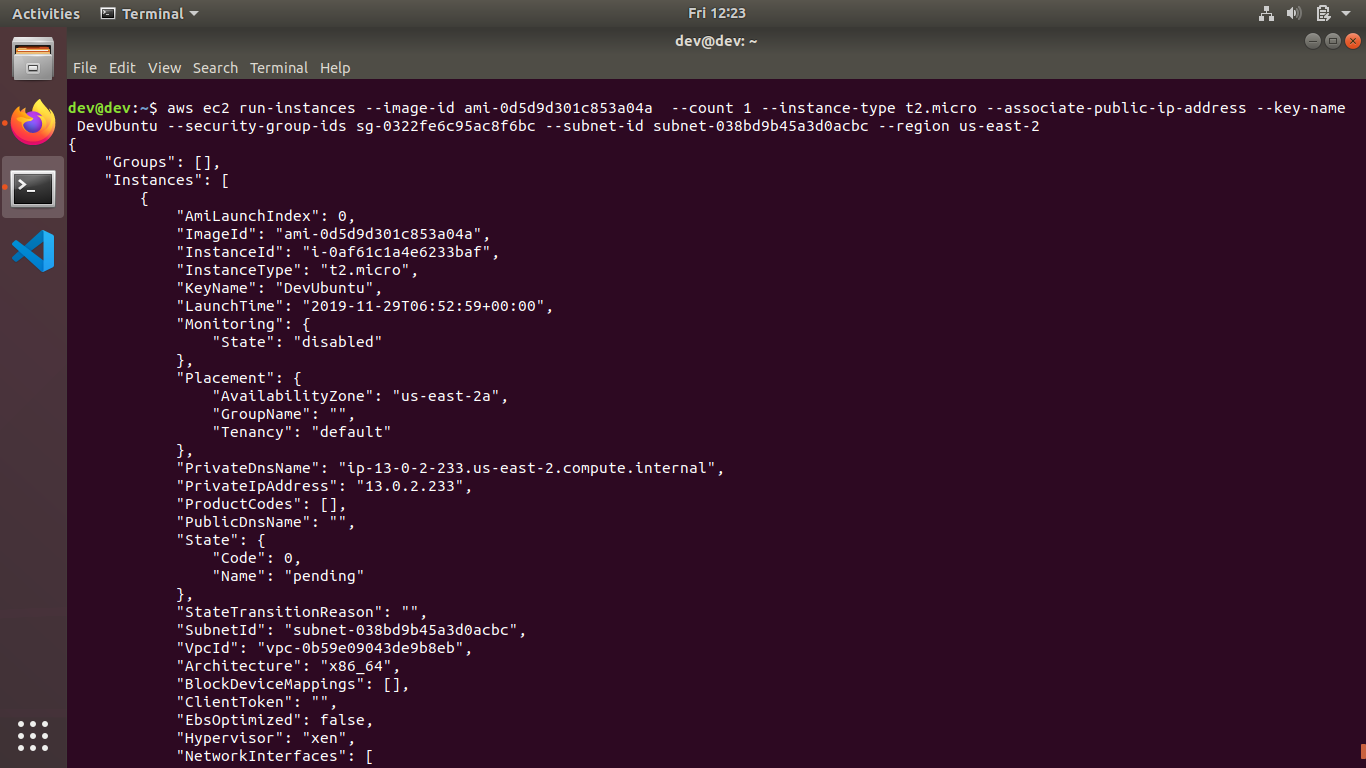 Activities Terminal Fri 12:23
dev@dev: ~
File Edit View Search Terminal Help
dev@dev:~$ aws ec2 run-instances --image-id ami-0d5d9d301c853a04a  --count 1 --instance-type t2.micro --associate-public-ip-address --key-name
 DevUbuntu --security-group-ids sg-0322fe6c95ac8f6bc --subnet-id subnet-038bd9b45a3d0acbc --region us-east-2
{
    "Groups": [],
    "Instances": [
        {
            "AmiLaunchIndex": 0,
            "ImageId": "ami-0d5d9d301c853a04a",
            "InstanceId": "i-0af61c1a4e6233baf",
            "InstanceType": "t2.micro",
            "KeyName": "DevUbuntu",
            "LaunchTime": "2019-11-29T06:52:59+00:00",
            "Monitoring": {
                "State": "disabled"
            },
            "Placement": {
                "AvailabilityZone": "us-east-2a",
                "GroupName": "",
                "Tenancy": "default"
            },
            "PrivateDnsName": "ip-13-0-2-233.us-east-2.compute.internal",
            "PrivateIpAddress": "13.0.2.233",
            "ProductCodes": [],
            "PublicDnsName": "",
            "State": {
                "Code": 0,
                "Name": "pending"
            },
            "StateTransitionReason": "",
            "SubnetId": "subnet-038bd9b45a3d0acbc",
            "VpcId": "vpc-0b59e09043de9b8eb",
            "Architecture": "x86_64",
            "BlockDeviceMappings": [],
            "ClientToken": "",
            "EbsOptimized": false,
            "Hypervisor": "xen",
            "NetworkInterfaces": [